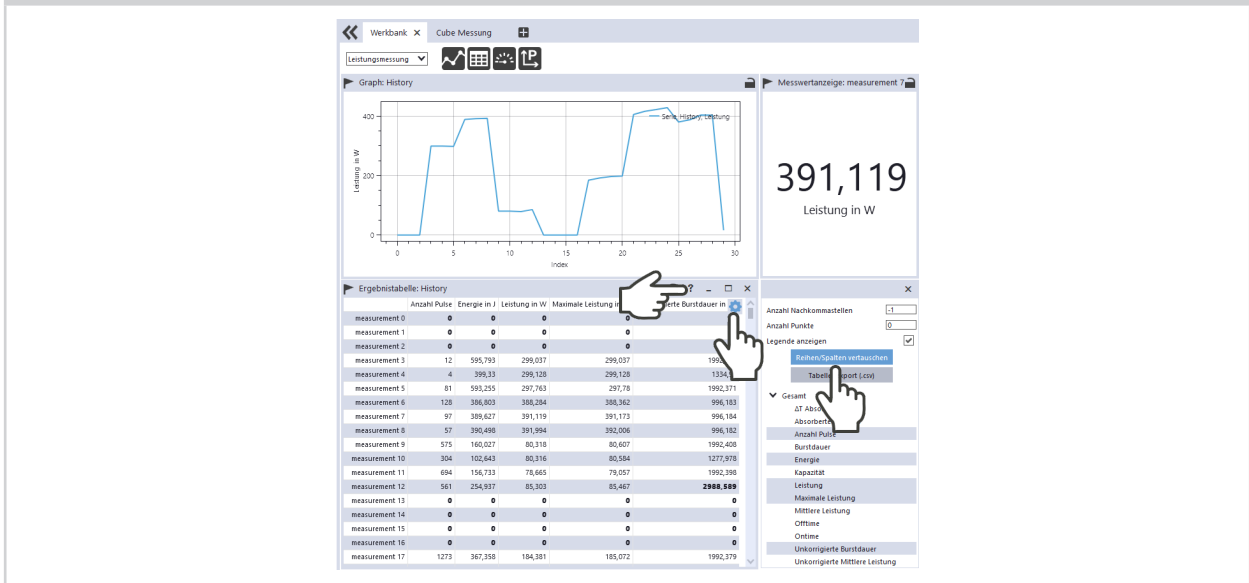 Werkbank
Cube Messung
Leistungsmessung
Graph: History
Messwertanzeige: measurement 7
400
200
0
Leistung in W
Serie, History, Leistung
0 5 10 15 20 25 30
Index
391,119
Leistung in W
Ergebnistabelle: History
?
Anzahl Pulse Energie in J Leistung in W Maximale Leistung in Burstdauer in
measurement 0 0 0 0 0
measurement 1 0 0 0 0
measurement 2 0 0 0 0
measurement 3 12 595,793 299,037 299,037
measurement 4 4 399,33 299,128 299,128
measurement 5 81 593,255 297,763 297,78 1992,371
measurement 6 128 386,803 388,284 388,362 996,183
measurement 7 97 389,627 391,119 391,173 996,184
measurement 8 57 390,498 391,994 392,006 996,182
measurement 9 575 160,027 80,318 80,607 1992,408
measurement 10 304 102,643 80,316 80,584 1277,978
measurement 11 694 156,733 78,665 79,057 1992,398
measurement 12 561 254,937 85,303 85,467 2988,589
measurement 13 0 0 0 0 0
measurement 14 0 0 0 0 0
measurement 15 0 0 0 0 0
measurement 16 0 0 0 0 0
measurement 17 1273 367,358 184,381 185,072 1992,379
Anzahl Nachkommastellen -1
Anzahl Punkte 0
Legende anzeigen
Reihen/Spalten vertauschen
(.csv)
Gesamt
Anzahl Pulse
Burstdauer
Energie
Kapazität
Leistung
Maximale Leistung
Mittlere Leistung
Offtime
Ontime
Unkorrigierte Burstdauer
Unkorrigierte Mittlere Leistung